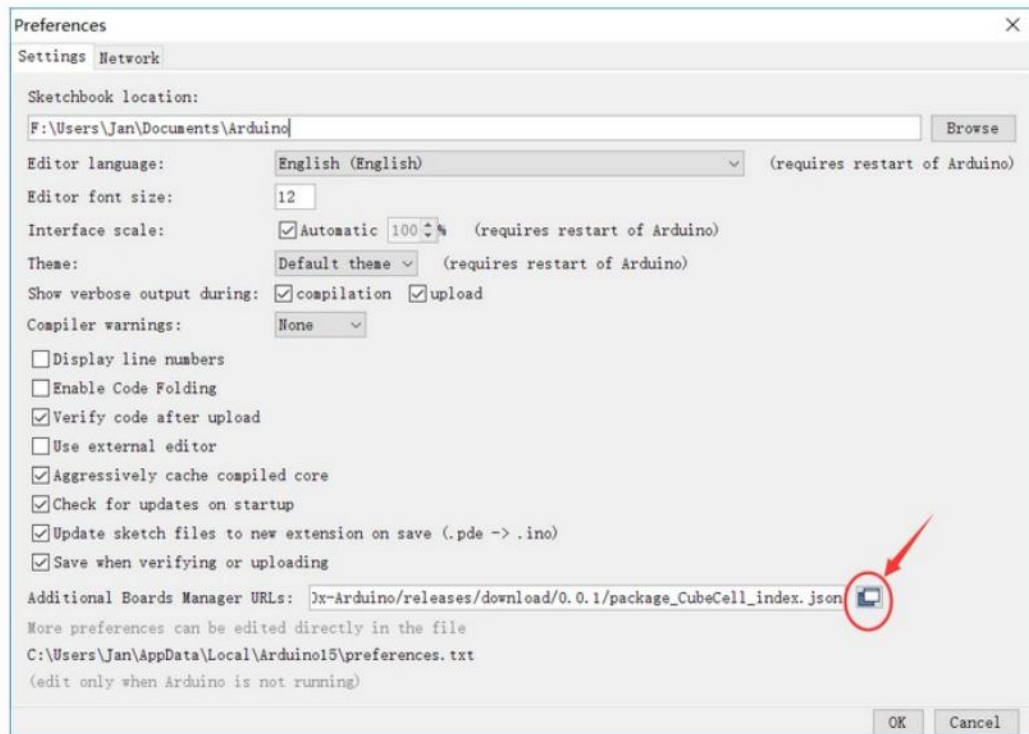 Preferences
Settings Network
Sketchbook location:
F:\Users\Jan\Documents\Arduino Browse
Editor language: English (English) (requires restart of Arduino)
Editor font size: 12
Interface scale: Automatic 100 % (requires restart of Arduino)
Theme: Default theme (requires restart of Arduino)
Show verbose output during: compilation upload
Compiler warnings: None
Display line numbers
Enable Code Folding
Verify code after upload
Use external editor
Aggressively cache compiled core
Check for updates on startup
Update sketch files to new extension on save (.pde -> .ino)
Save when verifying or uploading
Additional Boards Manager URLs: x-Arduino/releases/download/0.0.1/package_CubeCell_index.json
More preferences can be edited directly in the file
C:\Users\Jan\AppData\Local\Arduino15\preferences.txt
(edit only when Arduino is not running)
OK Cancel